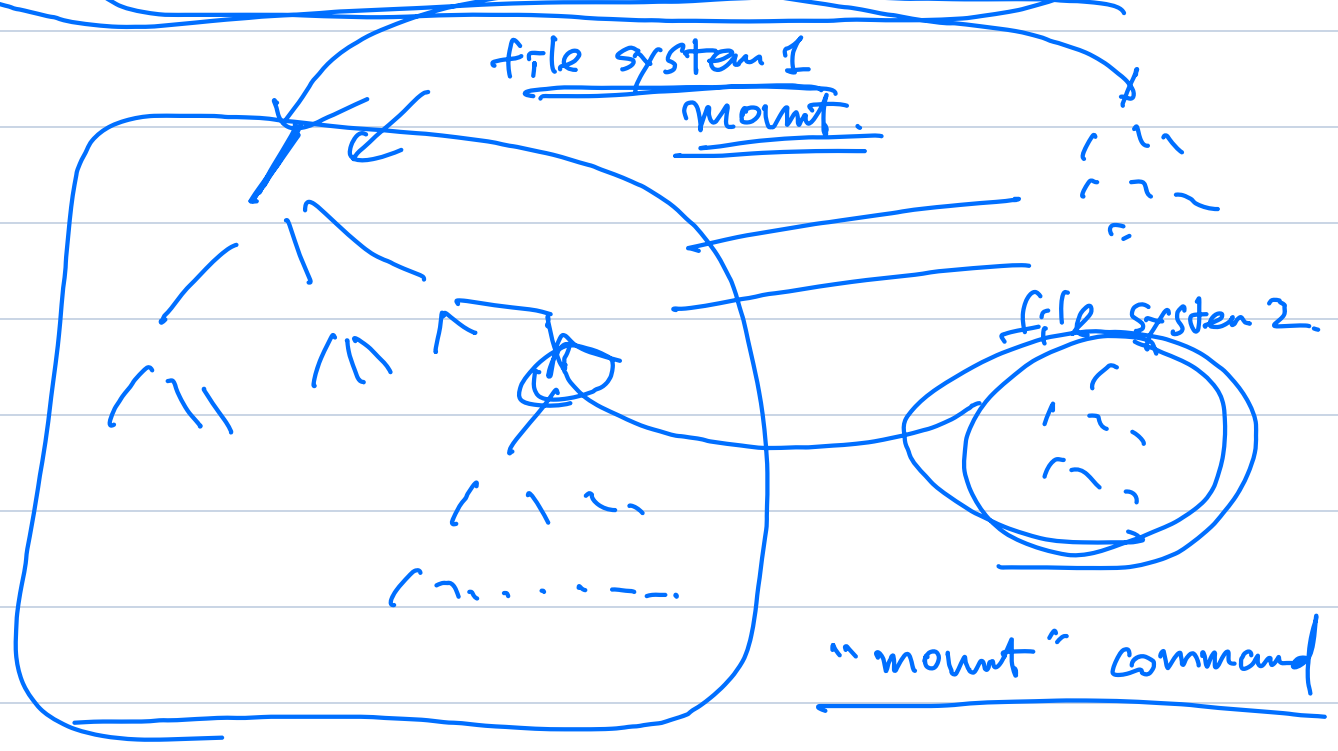 file system 1
mount.
file system 2.
"mount" command